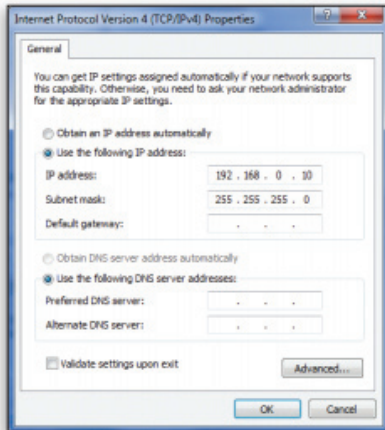 Internet Protocol Version 4 (TCP/IPv4) Properties
General
You can get IP settings assigned automatically if your network supports
this capability. Otherwise, you need to ask your network administrator
for the appropriate IP settings.
Obtain an IP address automatically
Use the following IP address:
IP address: 192 . 168 . 0 . 10
Subnet mask: 255 . 255 . 255 . 0
Default gateway: . . .
Obtain DNS server address automatically
Use the following DNS server addresses:
Preferred DNS server: . . .
Alternate DNS server: . . .
Validate settings upon exit
Advanced...
OK Cancel